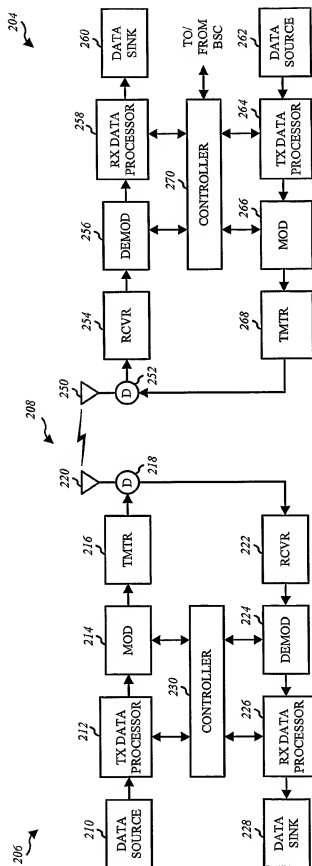 204
260
DATA
SINK
258
RX DATA
PROCESSOR
256
DEMOD
254
RCVR
250
252
D
TO/
FROM
BSC
270
CONTROLLER
262
DATA
SOURCE
264
TX DATA
PROCESSOR
266
MOD
268
TMTR
208
220
218
D
216
TMTR
214
MOD
212
TX DATA
PROCESSOR
210
DATA
SOURCE
206
230
CONTROLLER
222
RCVR
224
DEMOD
226
RX DATA
PROCESSOR
228
DATA
SINK